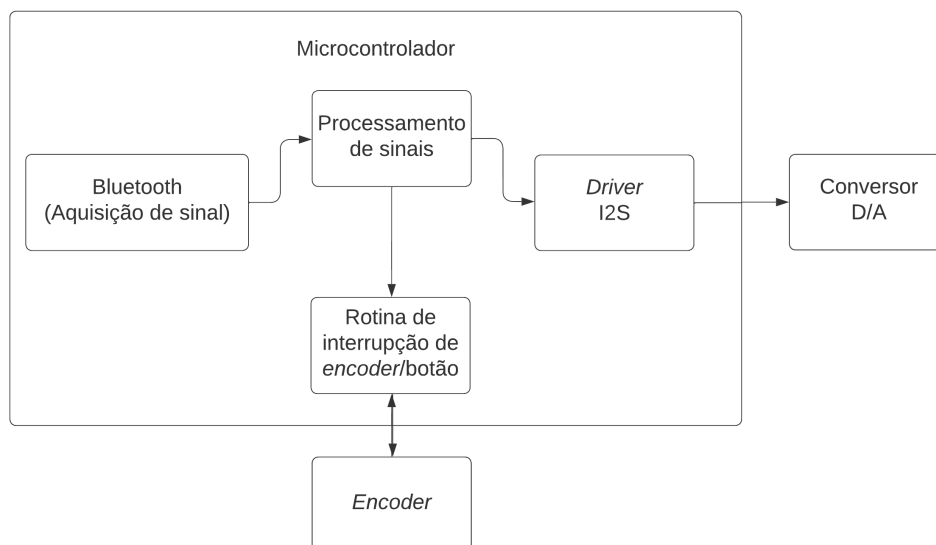 Microcontrolador
Processamento
de sinais
Bluetooth
(Aquisição de sinal)
Driver
I2S
Conversor
D/A
Rotina de
interrupção de
encoder/botão
Encoder